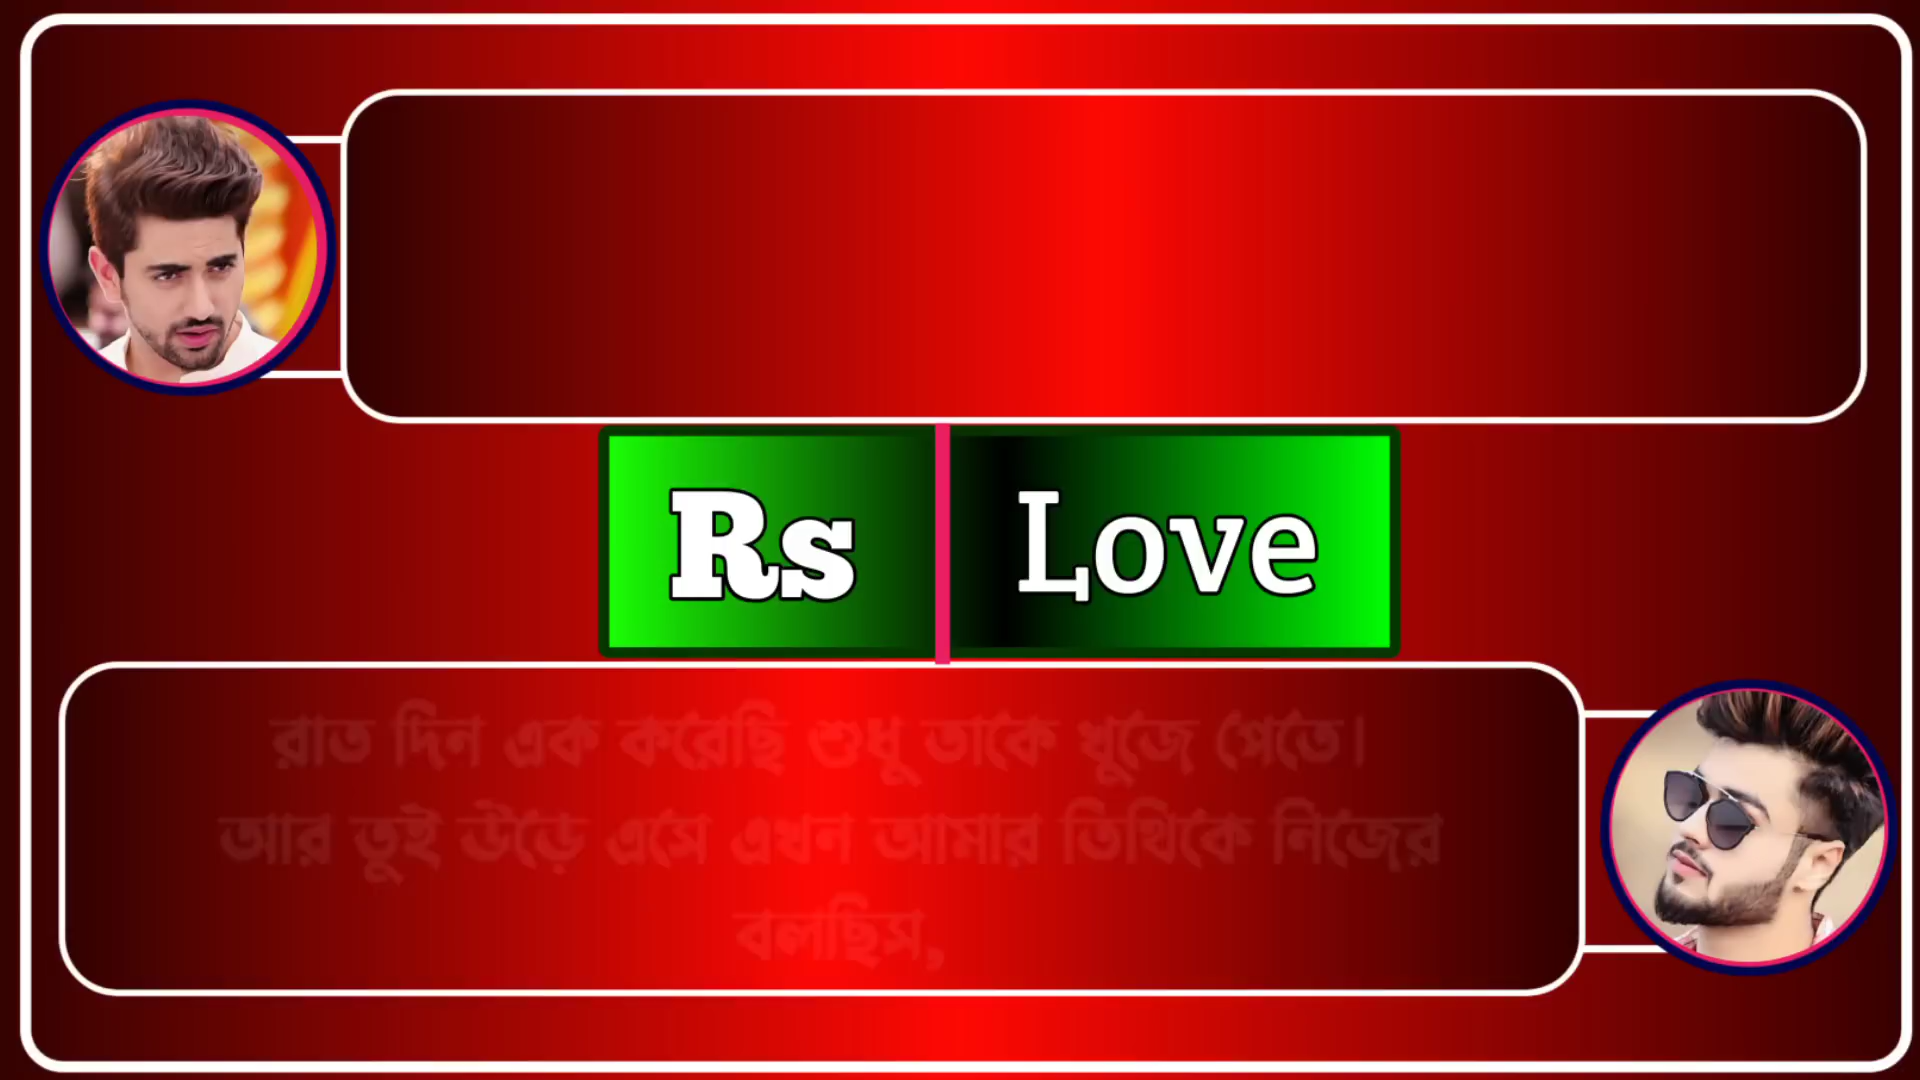 Rs Love
রাত দিন এক করেছি শুধু তাকে খুজে পেতে।
আর তুই উড়ে এসে এখন আমার তিথিকে নিজের
বলছিস,